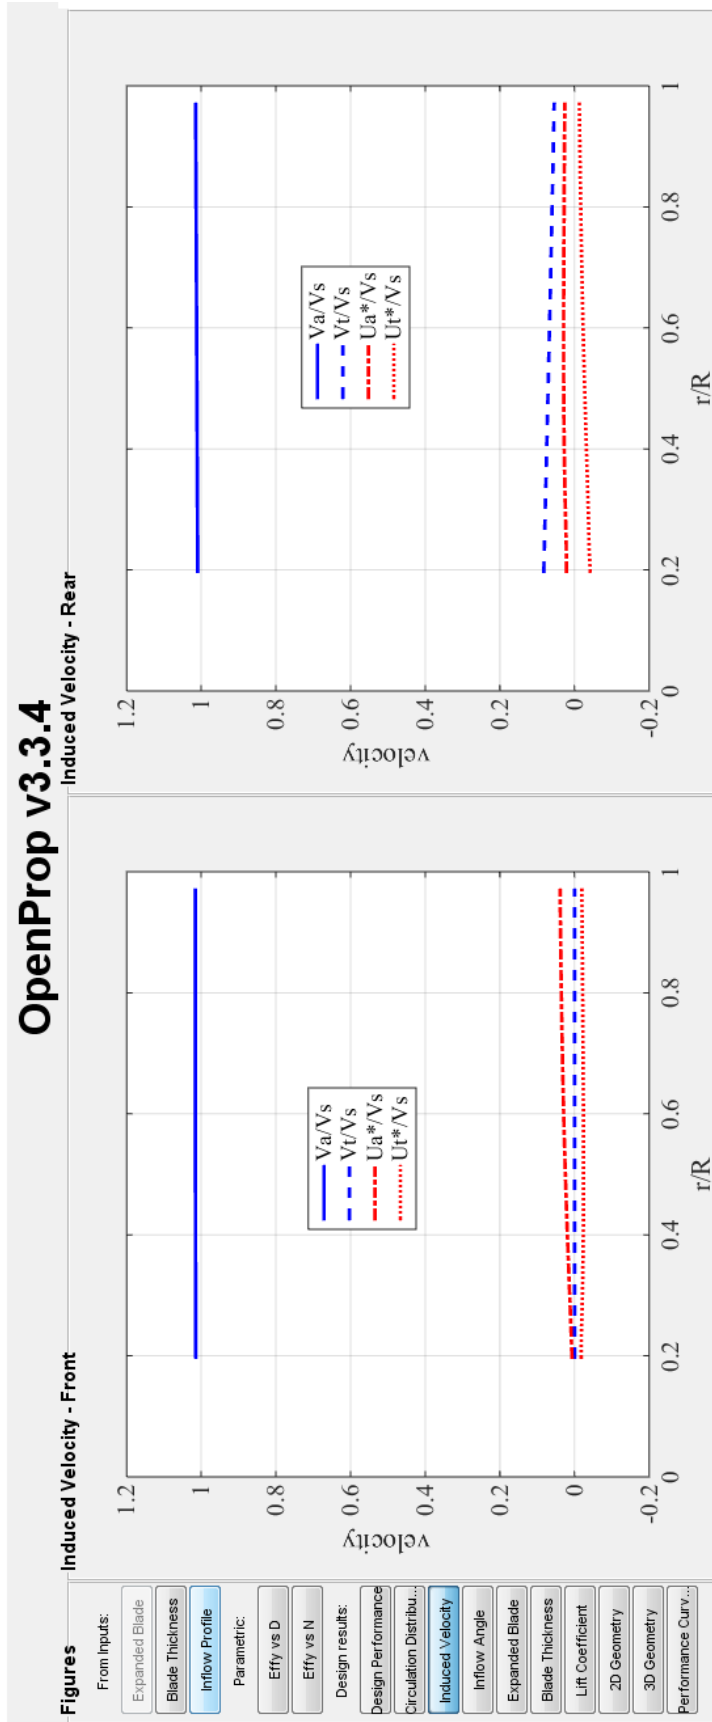 OpenProp v3.3.4
Figures
From Inputs:
Expanded Blade
Blade Thickness
Inflow Profile
Parametric:
Effy vs D
Effy vs N
Design results:
Design Performance
Circulation Distribu...
Induced Velocity
Inflow Angle
Expanded Blade
Blade Thickness
Lift Coefficient
2D Geometry
3D Geometry
Performance Curv...
Induced Velocity - Front
1.2
1
0.8
0.6
0.4
0.2
0
-0.2
velocity
Va/Vs
Vt/Vs
Ua*/Vs
Ut*/Vs
0
0.2
0.4
0.6
0.8
1
r/R
Induced Velocity - Rear
1.2
1
0.8
0.6
0.4
0.2
0
-0.2
velocity
Va/Vs
Vt/Vs
Ua*/Vs
Ut*/Vs
0
0.2
0.4
0.6
0.8
1
r/R